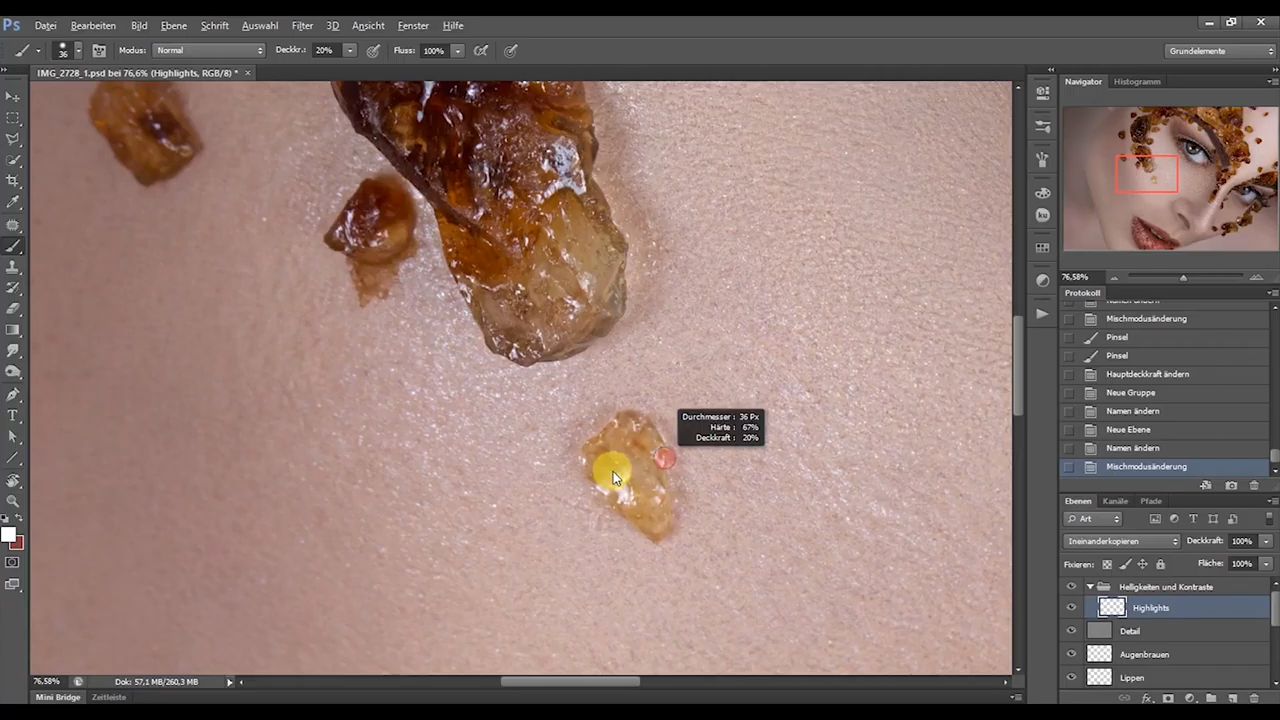 Ps Datei Bearbeiten Bild Ebene Schrift Auswahl Filter 3D Ansicht Fenster Hilfe
36 Modus: Normal Deckkr.: 20% Fluss: 100% Grundelemente
IMG_2728_1.psd bei 76,6% (Highlights, RGB/8) *
Navigator Histogramm
76,58%
Protokoll
Namen ändern
Mischmodusänderung
Pinsel
Pinsel
Hauptdeckkraft ändern
Neue Gruppe
Namen ändern
Neue Ebene
Namen ändern
Mischmodusänderung
Durchmesser : 36 Px
Härte : 67%
Deckkraft : 20%
Ebenen Kanäle Pfade
Art
Ineinanderkopieren Deckkraft: 100%
Fixieren: Fläche: 100%
Helligkeiten und Kontraste
Highlights
Detail
Augenbrauen
Lippen
76,58% Dok: 57,1 MB/260,3 MB
Mini Bridge Zeitleiste
ku